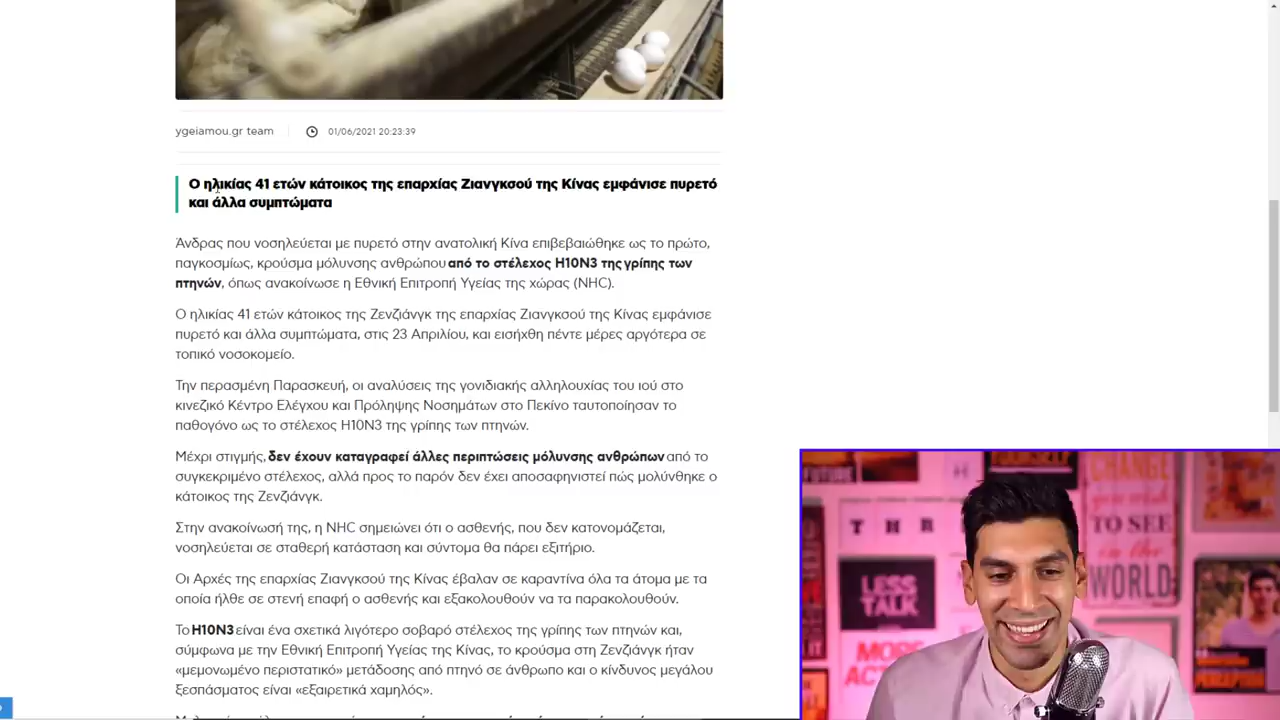 ygeiamou.gr team
01/06/2021 20:23:39
Ο ηλικίας 41 ετών κάτοικος της επαρχίας Ζιανγκσού της Κίνας εμφάνισε πυρετό
και άλλα συμπτώματα
Άνδρας που νοσηλεύεται με πυρετό στην ανατολική Κίνα επιβεβαιώθηκε ως το πρώτο,
παγκοσμίως, κρούσμα μόλυνσης ανθρώπου από το στέλεχος H10N3 της γρίπης των
πτηνών, όπως ανακοίνωσε η Εθνική Επιτροπή Υγείας της χώρας (NHC).
Ο ηλικίας 41 ετών κάτοικος της Ζενζιάνγκ της επαρχίας Ζιανγκσού της Κίνας εμφάνισε
πυρετό και άλλα συμπτώματα, στις 23 Απριλίου, και εισήχθη πέντε μέρες αργότερα σε
τοπικό νοσοκομείο.
Την περασμένη Παρασκευή, οι αναλύσεις της γονιδιακής αλληλουχίας του ιού στο
κινεζικό Κέντρο Ελέγχου και Πρόληψης Νοσημάτων στο Πεκίνο ταυτοποίησαν το
παθογόνο ως το στέλεχος H10N3 της γρίπης των πτηνών.
Μέχρι στιγμής, δεν έχουν καταγραφεί άλλες περιπτώσεις μόλυνσης ανθρώπων από το
συγκεκριμένο στέλεχος, αλλά προς το παρόν δεν έχει αποσαφηνιστεί πώς μολύνθηκε ο
κάτοικος της Ζενζιάνγκ.
Στην ανακοίνωσή της, η NHC σημειώνει ότι ο ασθενής, που δεν κατονομάζεται,
νοσηλεύεται σε σταθερή κατάσταση και σύντομα θα πάρει εξιτήριο.
Οι Αρχές της επαρχίας Ζιανγκσού της Κίνας έβαλαν σε καραντίνα όλα τα άτομα με τα
οποία ήλθε σε στενή επαφή ο ασθενής και εξακολουθούν να τα παρακολουθούν.
Το H10N3 είναι ένα σχετικά λιγότερο σοβαρό στέλεχος της γρίπης των πτηνών και,
σύμφωνα με την Εθνική Επιτροπή Υγείας της Κίνας, το κρούσμα στη Ζενζιάνγκ ήταν
«μεμονωμένο περιστατικό» μετάδοσης από πτηνό σε άνθρωπο και ο κίνδυνος μεγάλου
ξεσπάσματος είναι «εξαιρετικά χαμηλός».
THR
LESS
TALK
MORE
CHANGE
TO SEE
in the
WORLD